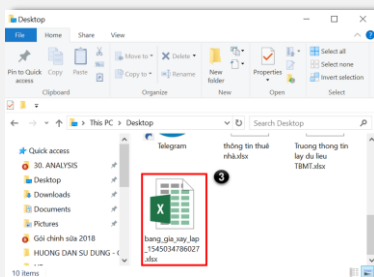 Desktop
File Home Share View
Pin to Quick access Copy Paste Move to Copy to Delete Rename New folder Properties Select all
Select none
Invert selection
Clipboard Organize New Open Select
This PC > Desktop Search Desktop
Quick access
30. ANALYSIS
Desktop
Downloads
Documents
Pictures
Gói chỉnh sửa 2018
HUONG DAN SU DUNG - 
Telegram
thông tin thuê
nhà.xlsx
Truong thong tin
lay du lieu
TBMT.xlsx
3
bang_gia_xay_lap
_1545034786027
.xlsx
10 items